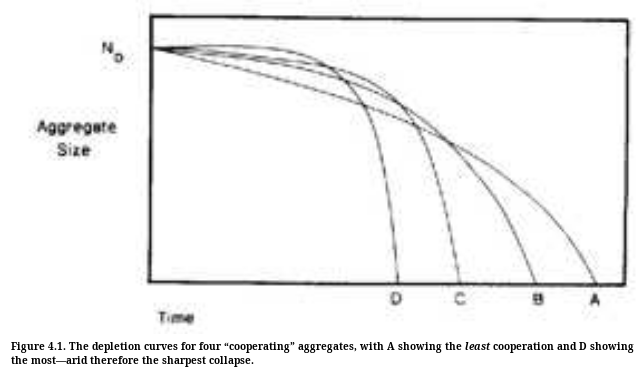 N₀
Aggregate
Size
D C B A
Time
Figure 4.1. The depletion curves for four “cooperating” aggregates, with A showing the least cooperation and D showing
the most—arid therefore the sharpest collapse.